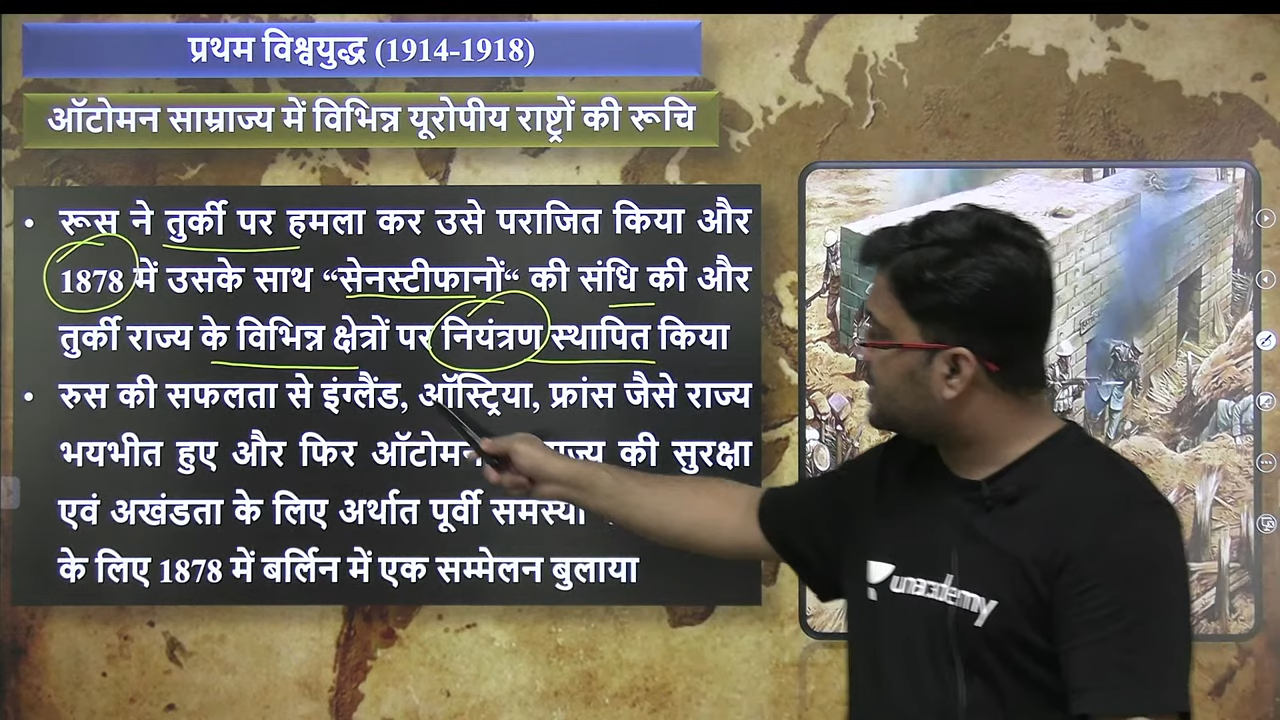 प्रथम विश्वयुद्ध (1914-1918)
ऑटोमन साम्राज्य में विभिन्न यूरोपीय राष्ट्रों की रूचि
• रूस ने तुर्की पर हमला कर उसे पराजित किया और
1878 में उसके साथ “सेनस्टीफानों“ की संधि की और
तुर्की राज्य के विभिन्न क्षेत्रों पर नियंत्रण स्थापित किया
• रुस की सफलता से इंग्लैंड, ऑस्ट्रिया, फ्रांस जैसे राज्य
भयभीत हुए और फिर ऑटोमन की सुरक्षा
एवं अखंडता के लिए अर्थात पूर्वी समस्या
के लिए 1878 में बर्लिन में एक सम्मेलन बुलाया
unacademy